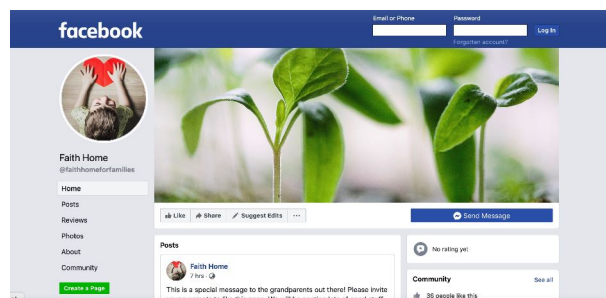 Email or Phone
Password
facebook
Log In
Forgotten account?
Faith Home
@faithhomeforfamilies
Home
Posts
Reviews
Photos
About
Community
Create a Page
Like
Share
Suggest Edits
Send Message
Posts
Faith Home
7 hrs
This is a special message to the grandparents out there! Please invite
No rating yet
Community
See all
36 people like this